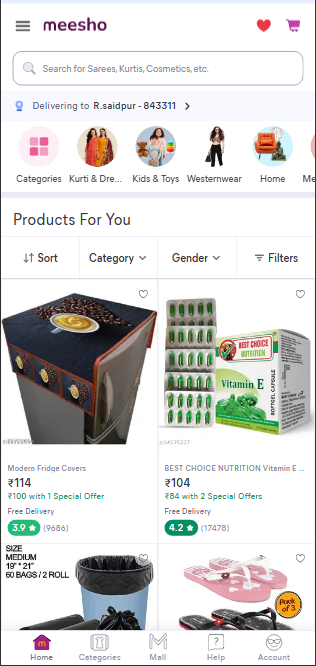 meesho
Search for Sarees, Kurtis, Cosmetics, etc.
Delivering to R.saidpur - 843311
Categories
Kurti & Dre...
Kids & Toys
Westernwear
Home
Me
Products For You
Sort
Category
Gender
Filters
BEST CHOICE
NUTRITION
Vitamin E
SOFTGEL CAPSULE
Modern Fridge Covers
₹114
₹100 with 1 Special Offer
Free Delivery
3.9 ★ (9686)
BEST CHOICE NUTRITION Vitamin E ...
₹104
₹84 with 2 Special Offers
Free Delivery
4.2 ★ (17478)
SIZE
MEDIUM
19" * 21"
60 BAGS / 2 ROLL
Pack
of 3
Home
Categories
Mall
Help
Account